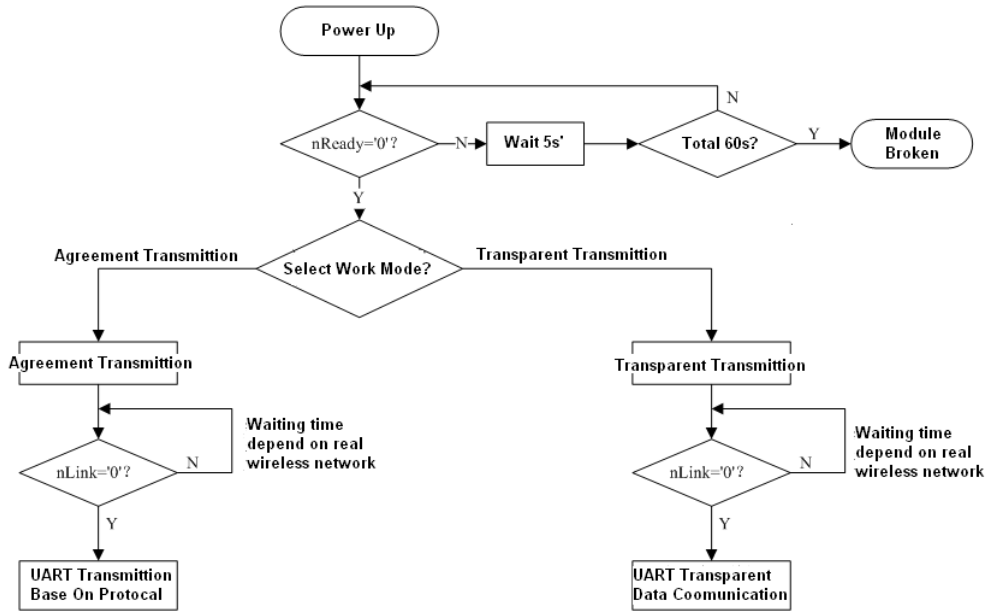 Power Up
N
nReady='0'?
N
Wait 5s'
Total 60s?
Y
Module
Broken
Y
Agreement Transmittion
Select Work Mode?
Transparent Transmittion
Agreement Transmittion
Transparent Transmittion
Waiting time
depend on real
wireless network
nLink='0'?
N
Waiting time
depend on real
wireless network
nLink='0'?
N
Y
Y
UART Transmittion
Base On Protocal
UART Transparent
Data Coomunication